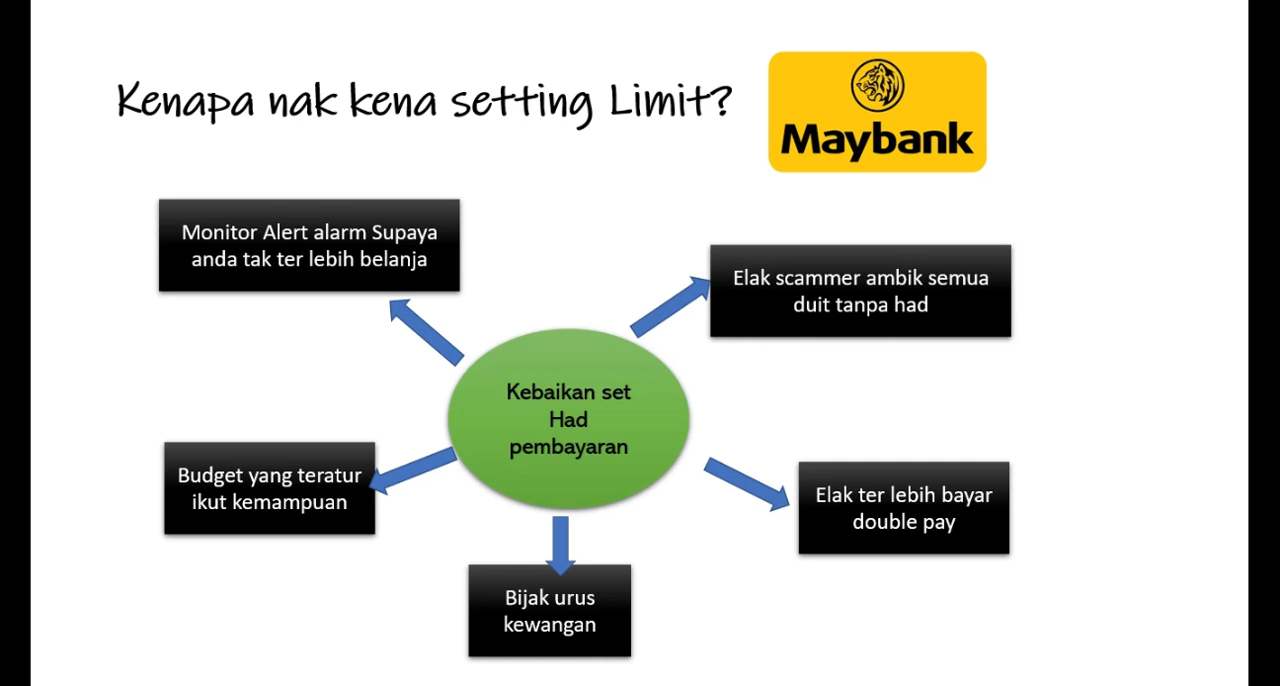 Kenapa nak kena setting Limit?
Maybank
Monitor Alert alarm Supaya
anda tak ter lebih belanja
Elak scammer ambik semua
duit tanpa had
Kebaikan set
Had
pembayaran
Budget yang teratur
ikut kemampuan
Elak ter lebih bayar
double pay
Bijak urus
kewangan